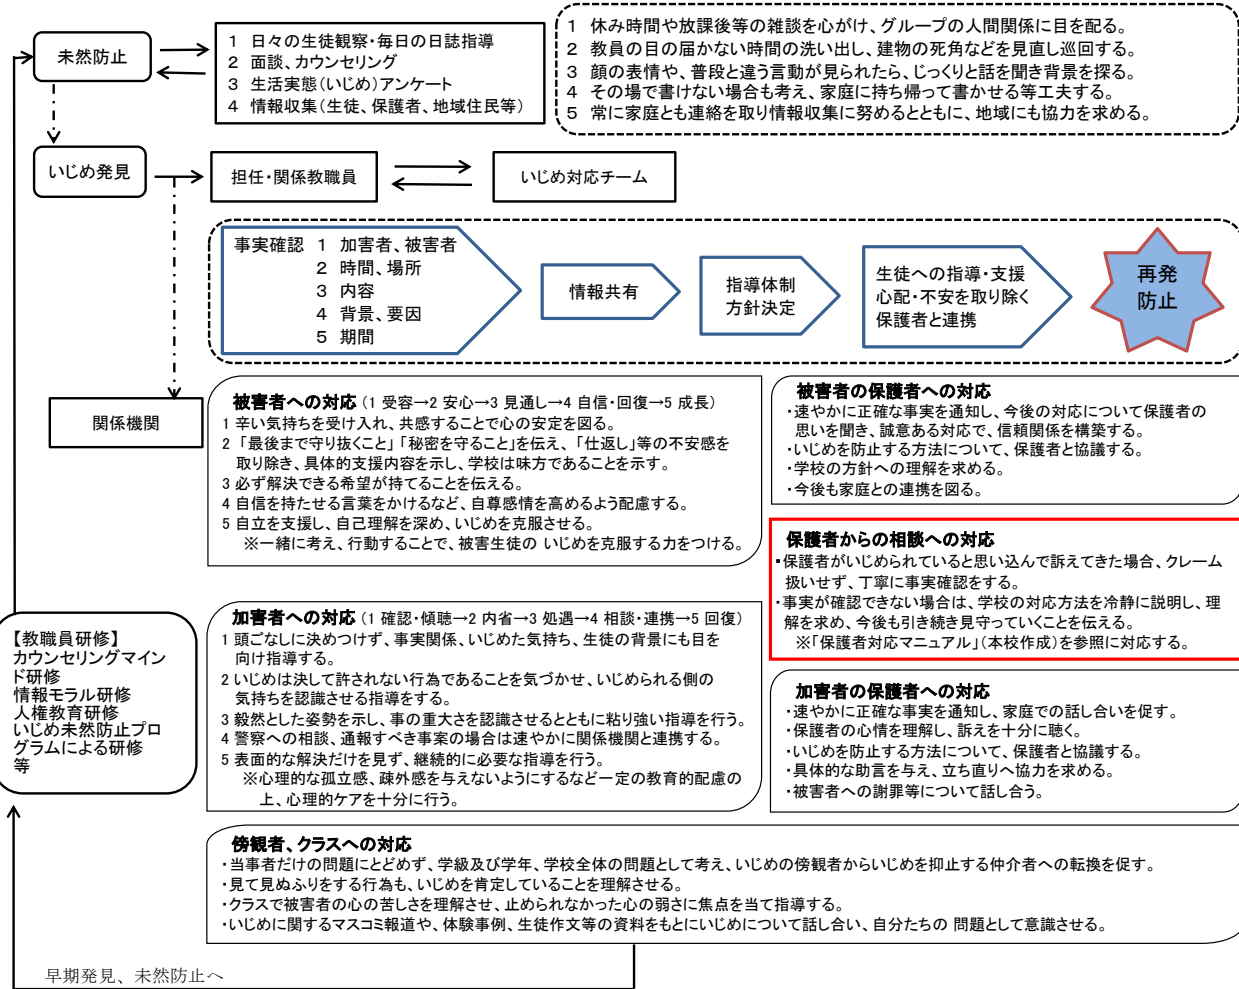 未然防止
1 日々の生徒観察・毎日の日誌指導
2 面談、カウンセリング
3 生活実態(いじめ)アンケート
4 情報収集(生徒、保護者、地域住民等)
1 休み時間や放課後等の雑談を心がけ、グループの人間関係に目を配る。
2 教員の目の届かない時間の洗い出し、建物の死角などを見直し巡回する。
3 顔の表情や、普段と違う言動が見られたら、じっくりと話を聞き背景を探る。
4 その場で書けない場合も考え、家庭に持ち帰って書かせる等工夫する。
5 常に家庭とも連絡を取り情報収集に努めるとともに、地域にも協力を求める。
いじめ発見
担任・関係教職員
いじめ対応チーム
事実確認 1 加害者、被害者
2 時間、場所
3 内容
4 背景、要因
5 期間
情報共有
指導体制
方針決定
生徒への指導・支援
心配・不安を取り除く
保護者と連携
再発
防止
関係機関
被害者への対応(1 受容→2 安心→3 見通し→4 自信・回復→5 成長)
1 辛い気持ちを受け入れ、共感することで心の安定を図る。
2 「最後まで守り抜くこと」「秘密を守ること」を伝え、「仕返し」等の不安感を
取り除き、具体的支援内容を示し、学校は味方であることを示す。
3 必ず解決できる希望が持てることを伝える。
4 自信を持たせる言葉をかけるなど、自尊感情を高めるよう配慮する。
5 自立を支援し、自己理解を深め、いじめを克服させる。
※一緒に考え、行動することで、被害生徒の いじめを克服する力をつける。
被害者の保護者への対応
・速やかに正確な事実を通知し、今後の対応について保護者の
思いを聞き、誠意ある対応で、信頼関係を構築する。
・いじめを防止する方法について、保護者と協議する。
・学校の方針への理解を求める。
・今後も家庭との連携を図る。
保護者からの相談への対応
・保護者がいじめられていると思い込んで訴えてきた場合、クレーム
扱いせず、丁寧に事実確認をする。
・事実が確認できない場合は、学校の対応方法を冷静に説明し、理
解を求め、今後も引き続き見守っていくことを伝える。
※「保護者対応マニュアル」(本校作成)を参照に対応する。
【教職員研修】
カウンセリングマイン
ド研修
情報モラル研修
人権教育研修
いじめ未然防止プロ
グラムによる研修
等
加害者への対応(1 確認・傾聴→2 内省→3 処遇→4 相談・連携→5 回復)
1 頭ごなしに決めつけず、事実関係、いじめた気持ち、生徒の背景にも目を
向け指導する。
2 いじめは決して許されない行為であることを気づかせ、いじめられる側の
気持ちを認識させる指導をする。
3 毅然とした姿勢を示し、事の重大さを認識させるとともに粘り強い指導を行う。
4 警察への相談、通報すべき事案の場合は速やかに関係機関と連携する。
5 表面的な解決だけを見ず、継続的に必要な指導を行う。
※心理的な孤立感、疎外感を与えないようにするなど一定の教育的配慮の
上、心理的ケアを十分に行う。
加害者の保護者への対応
・速やかに正確な事実を通知し、家庭での話し合いを促す。
・保護者の心情を理解し、訴えを十分に聴く。
・いじめを防止する方法について、保護者と協議する。
・具体的な助言を与え、立ち直りへ協力を求める。
・被害者への謝罪等について話し合う。
傍観者、クラスへの対応
・当事者だけの問題にとどめず、学級及び学年、学校全体の問題として考え、いじめの傍観者からいじめを抑止する仲介者への転換を促す。
・見て見ぬふりをする行為も、いじめを肯定していることを理解させる。
・クラスで被害者の心の苦しさを理解させ、止められなかった心の弱さに焦点を当て指導する。
・いじめに関するマスコミ報道や、体験事例、生徒作文等の資料をもとにいじめについて話し合い、自分たちの 問題として意識させる。
早期発見、未然防止へ